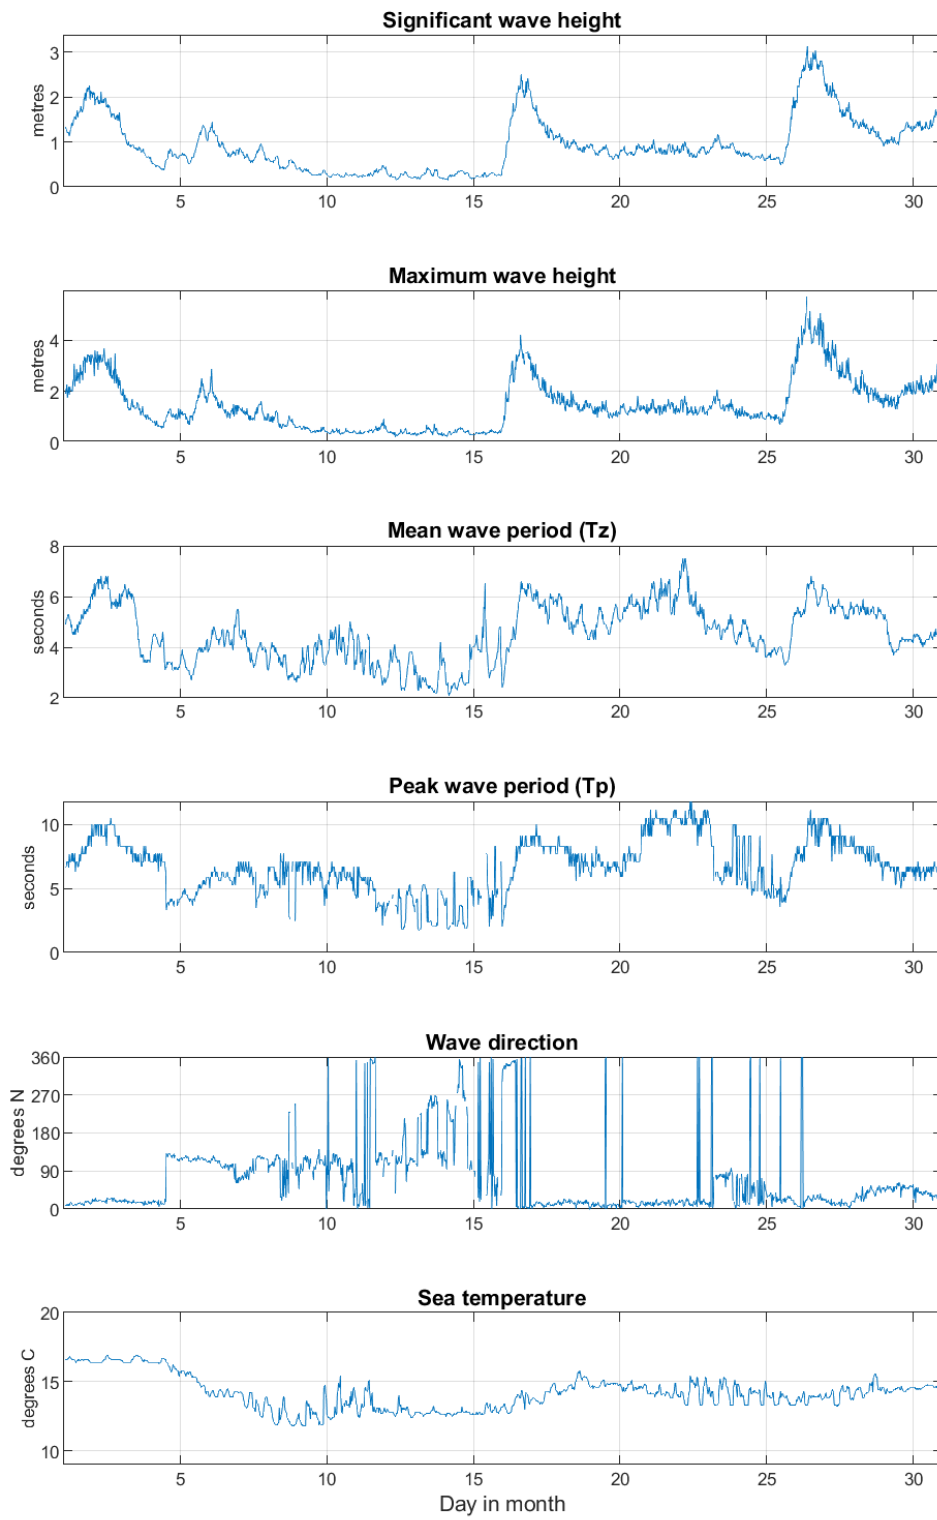 Significant wave height
metres
3
2
1
0
5 10 15 20 25 30
Maximum wave height
metres
4
2
0
5 10 15 20 25 30
Mean wave period (Tz)
seconds
8
6
4
2
5 10 15 20 25 30
Peak wave period (Tp)
seconds
10
5
0
5 10 15 20 25 30
Wave direction
degrees N
360
270
180
90
0
5 10 15 20 25 30
Sea temperature
degrees C
20
15
10
5 10 15 20 25 30
Day in month